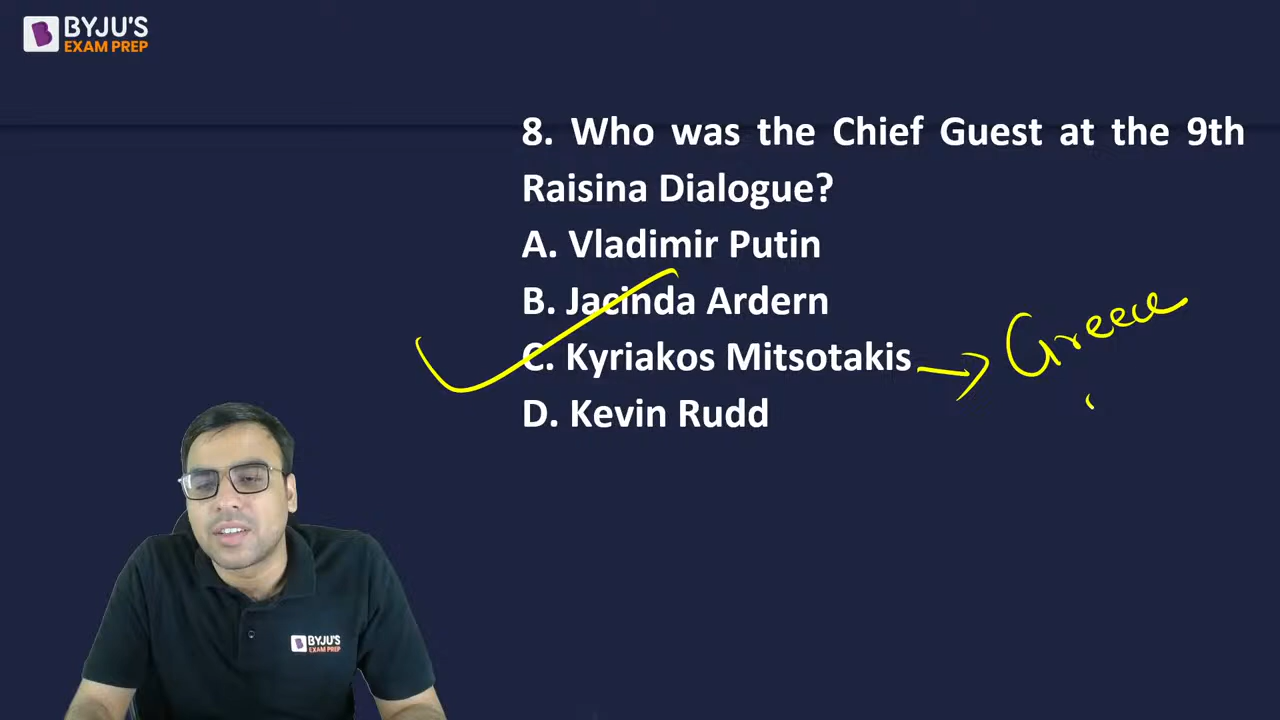 BYJU'S
EXAM PREP
8. Who was the Chief Guest at the 9th
Raisina Dialogue?
A. Vladimir Putin
B. Jacinda Ardern
C. Kyriakos Mitsotakis
Greece
D. Kevin Rudd
BYJU'S
EXAM PREP